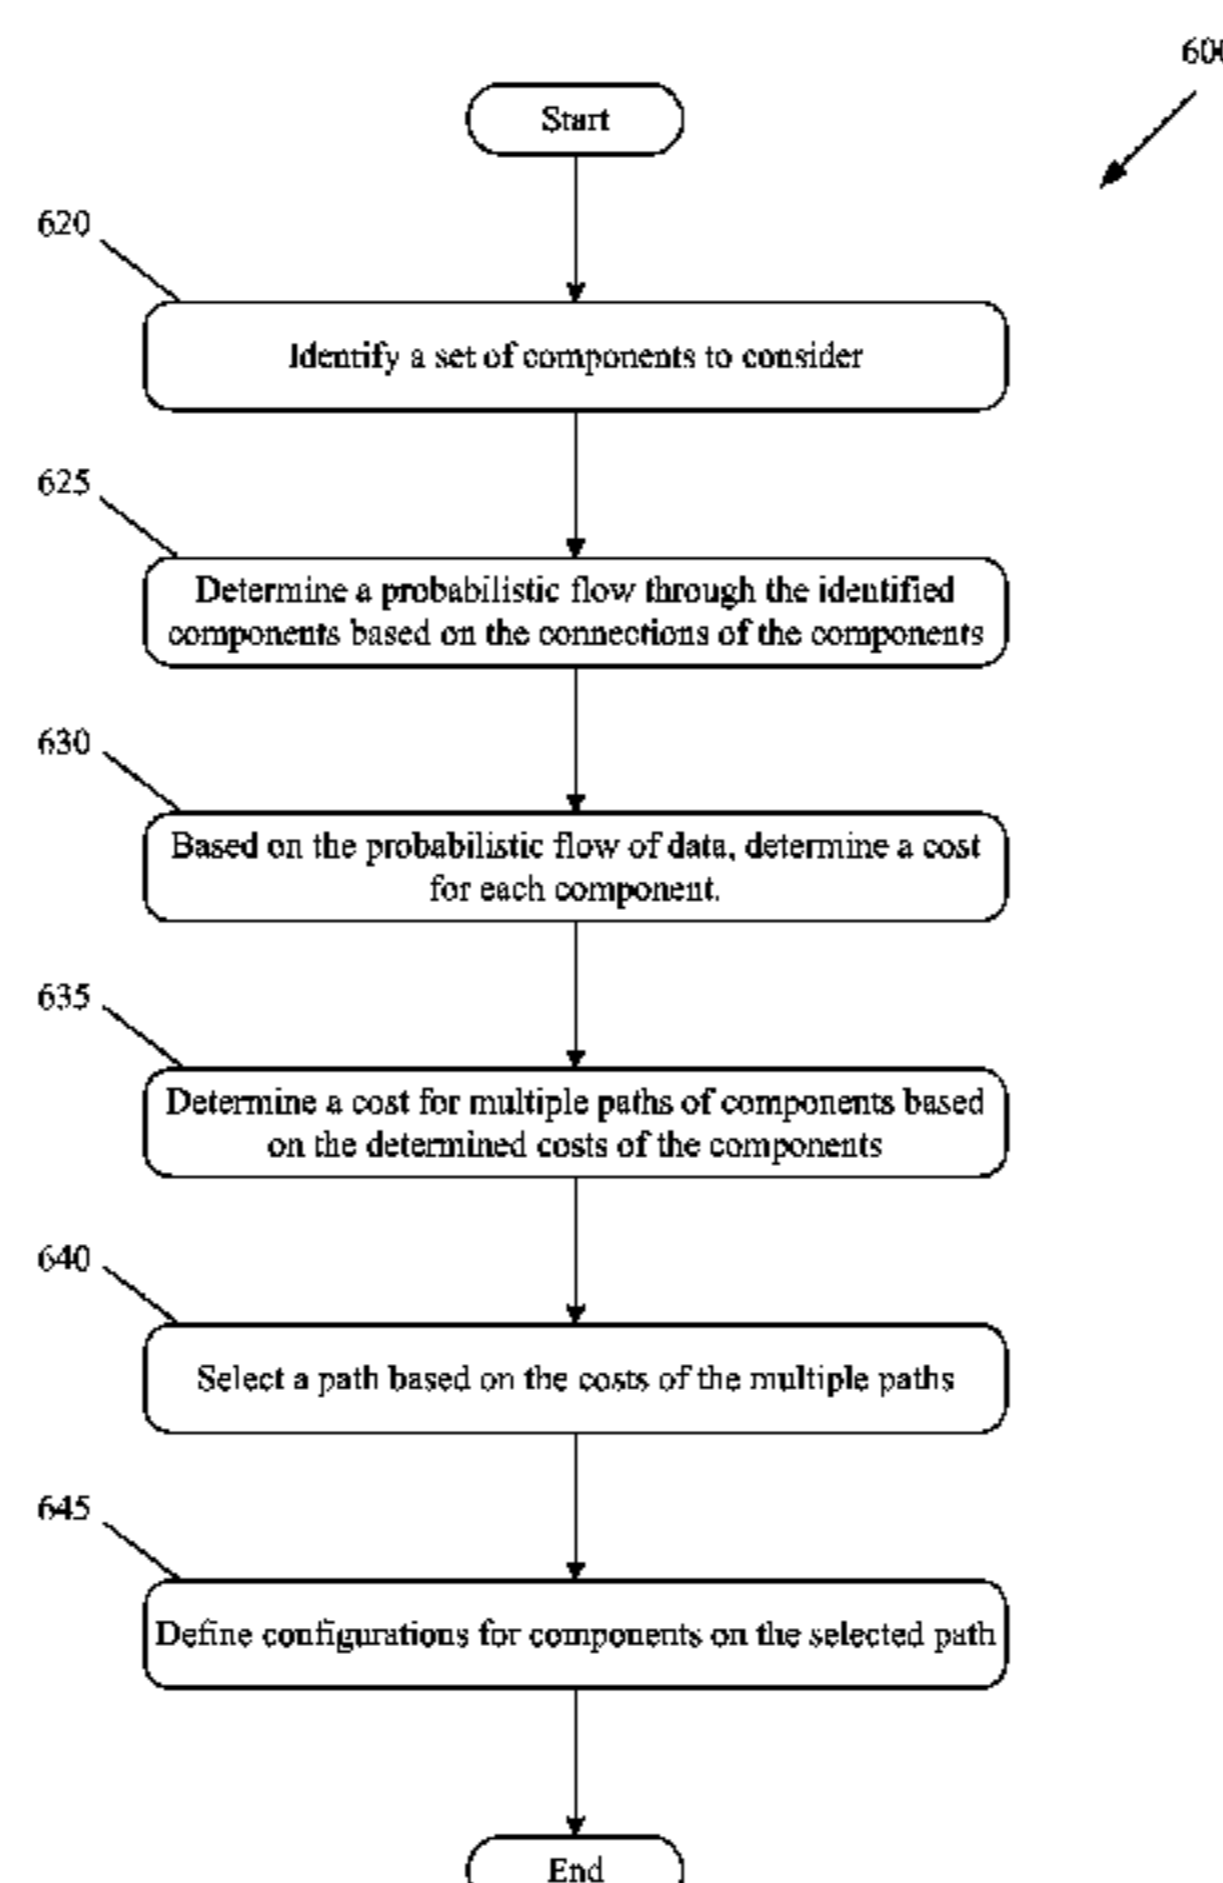 600
Start
620
Identify a set of components to consider
625
Determine a probabilistic flow through the identified
components based on the connections of the components
630
Based on the probabilistic flow of data, determine a cost
for each component.
635
Determine a cost for multiple paths of components based
on the determined costs of the components
640
Select a path based on the costs of the multiple paths
645
Define configurations for components on the selected path
End